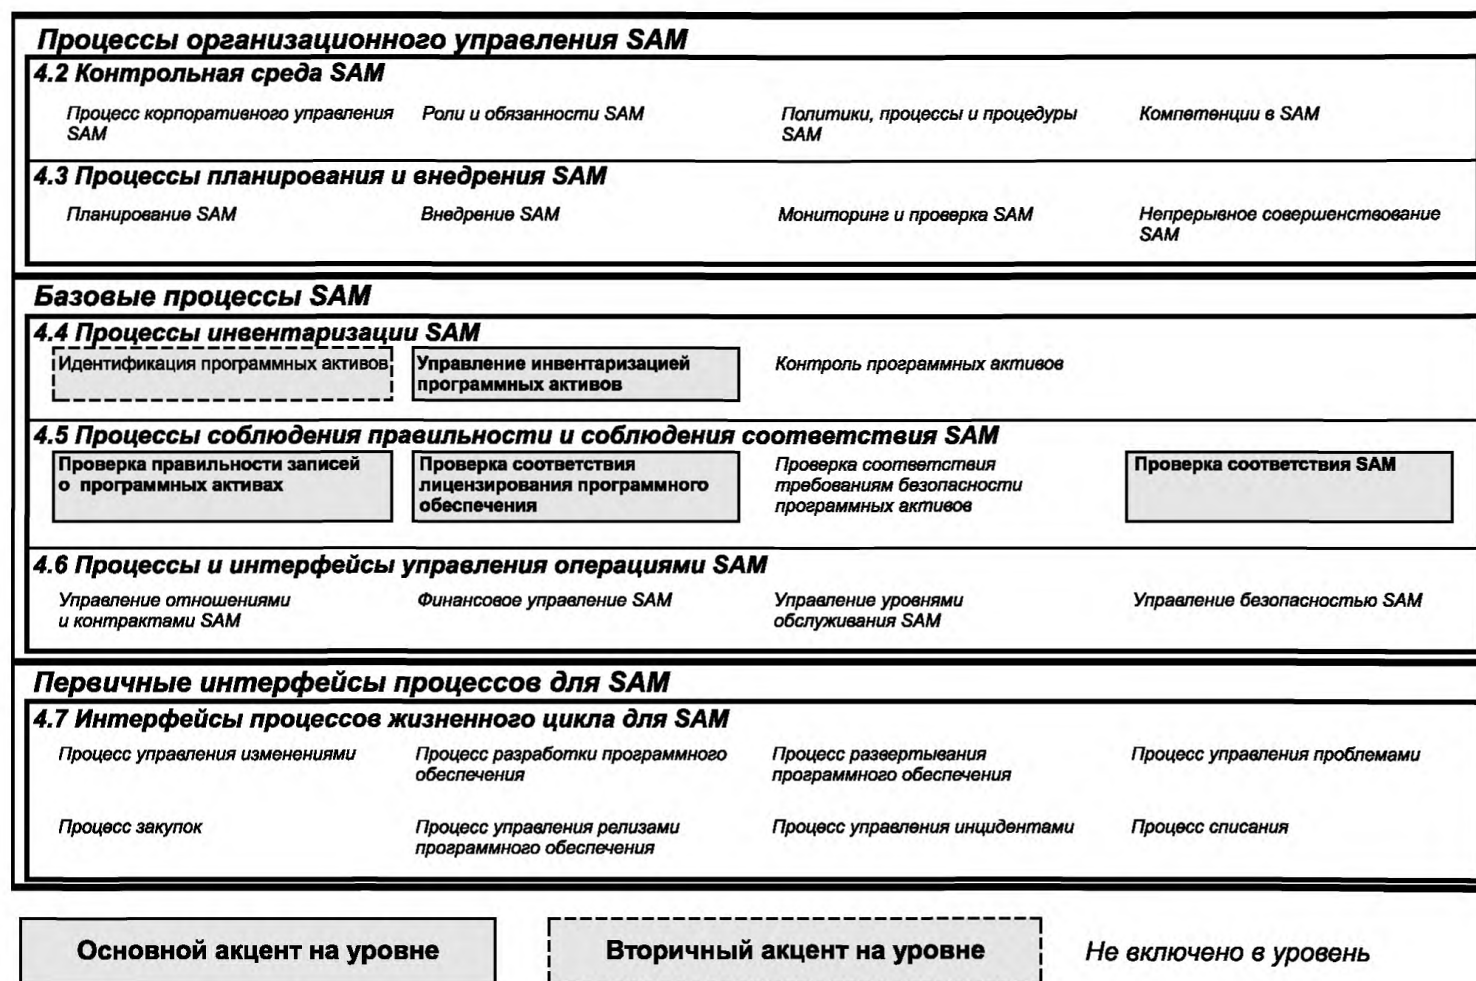 Процессы организационного управления SAM
4.2 Контрольная среда SAM
Процесс корпоративного управления
SAM
Роли и обязанности SAM
Политики, процессы и процедуры
SAM
Компетенции в SAM
4.3 Процессы планирования и внедрения SAM
Планирование SAM
Внедрение SAM
Мониторинг и проверка SAM
Непрерывное совершенствование
SAM
Базовые процессы SAM
4.4 Процессы инвентаризации SAM
Идентификация программных активов
Управление инвентаризацией
программных активов
Контроль программных активов
4.5 Процессы соблюдения правильности и соблюдения соответствия SAM
Проверка правильности записей
о программных активах
Проверка соответствия
лицензирования программного
обеспечения
Проверка соответствия
требованиям безопасности
программных активов
Проверка соответствия SAM
4.6 Процессы и интерфейсы управления операциями SAM
Управление отношениями
и контрактами SAM
Финансовое управление SAM
Управление уровнями
обслуживания SAM
Управление безопасностью SAM
Первичные интерфейсы процессов для SAM
4.7 Интерфейсы процессов жизненного цикла для SAM
Процесс управления изменениями
Процесс разработки программного
обеспечения
Процесс развертывания
программного обеспечения
Процесс управления проблемами
Процесс закупок
Процесс управления релизами
программного обеспечения
Процесс управления инцидентами
Процесс списания
Основной акцент на уровне
Вторичный акцент на уровне
Не включено в уровень